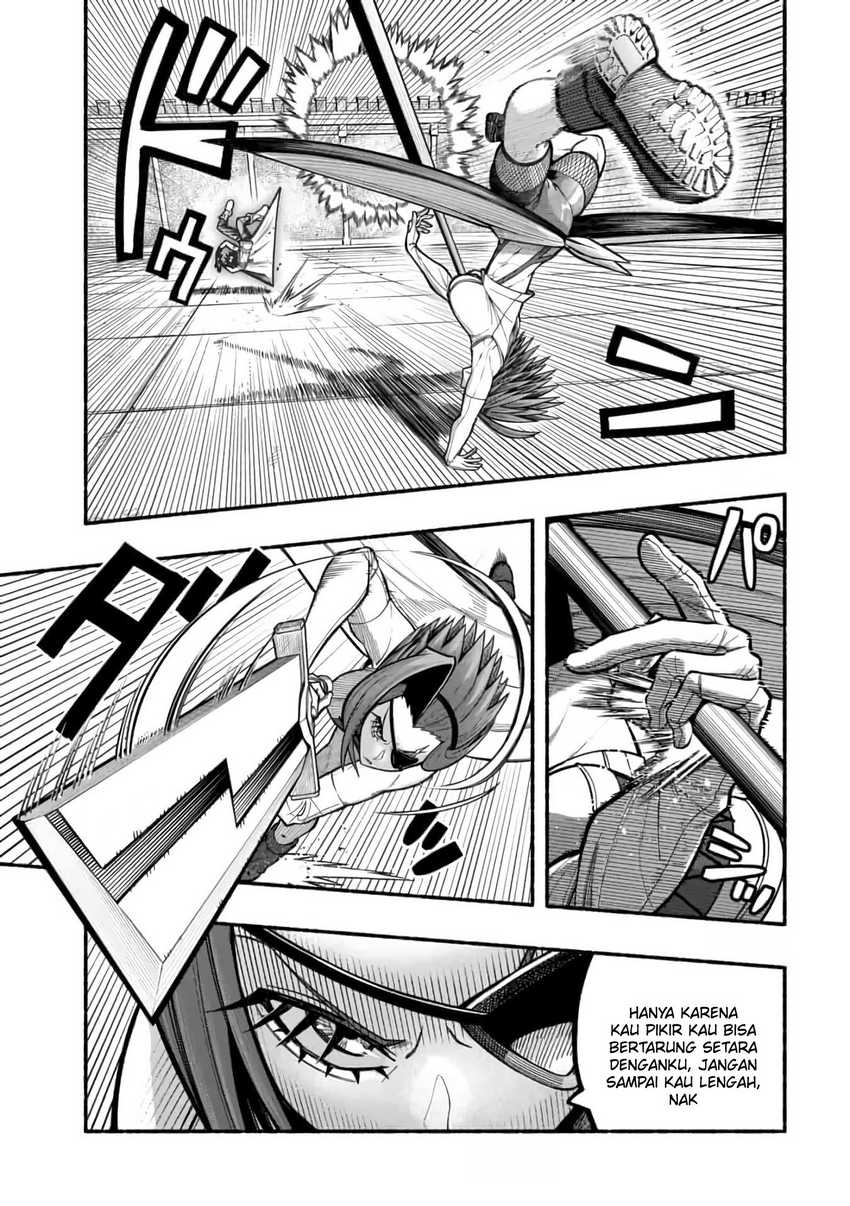 ドゥッ
パシ
ダッ
HANYA KARENA
KAU PIKIR KAU BISA
BERTARUNG SETARA
DENGANKU, JANGAN
SAMPAI KAU LENGAH,
NAK